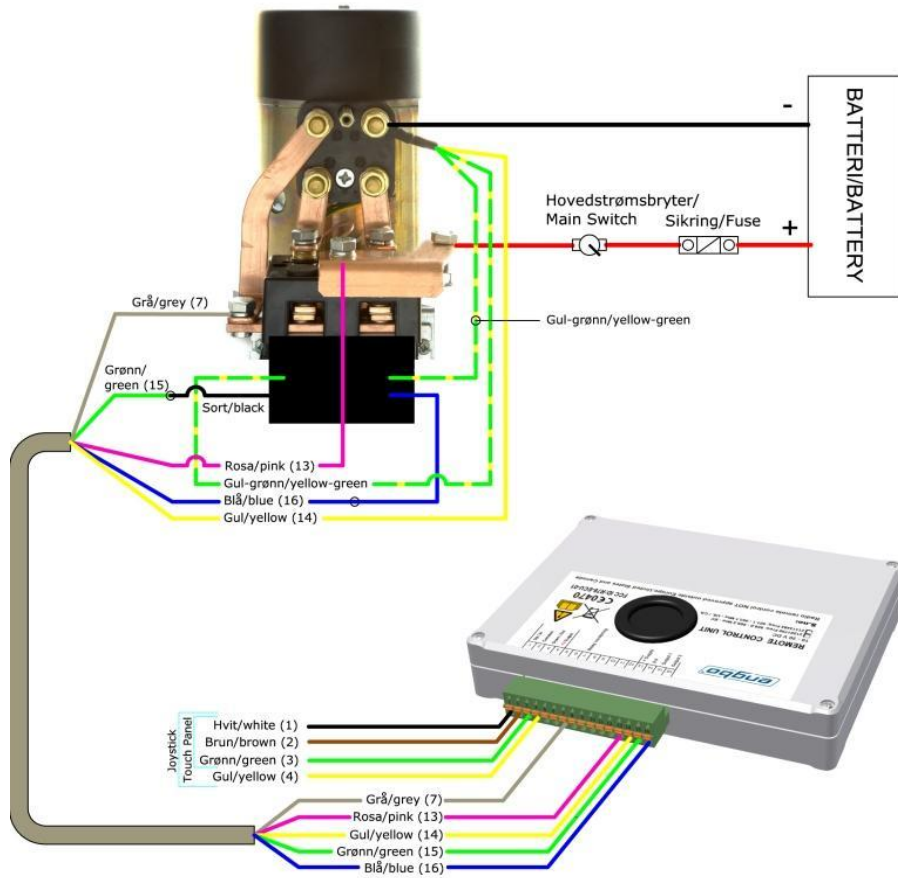 BATTERI/BATTERY
-
Hovedstrømsbryter/
Main Switch
Sikring/Fuse
+
Grå/grey (7)
Gul-grønn/yellow-green
Grønn/
green (15)
Sort/black
Rosa/pink (13)
Gul-grønn/yellow-green
Blå/blue (16)
Gul/yellow (14)
engbo
REMOTE CONTROL UNIT
CE0470
Joystick
Touch Panel
Hvit/white (1)
Brun/brown (2)
Grønn/green (3)
Gul/yellow (4)
Grå/grey (7)
Rosa/pink (13)
Gul/yellow (14)
Grønn/green (15)
Blå/blue (16)